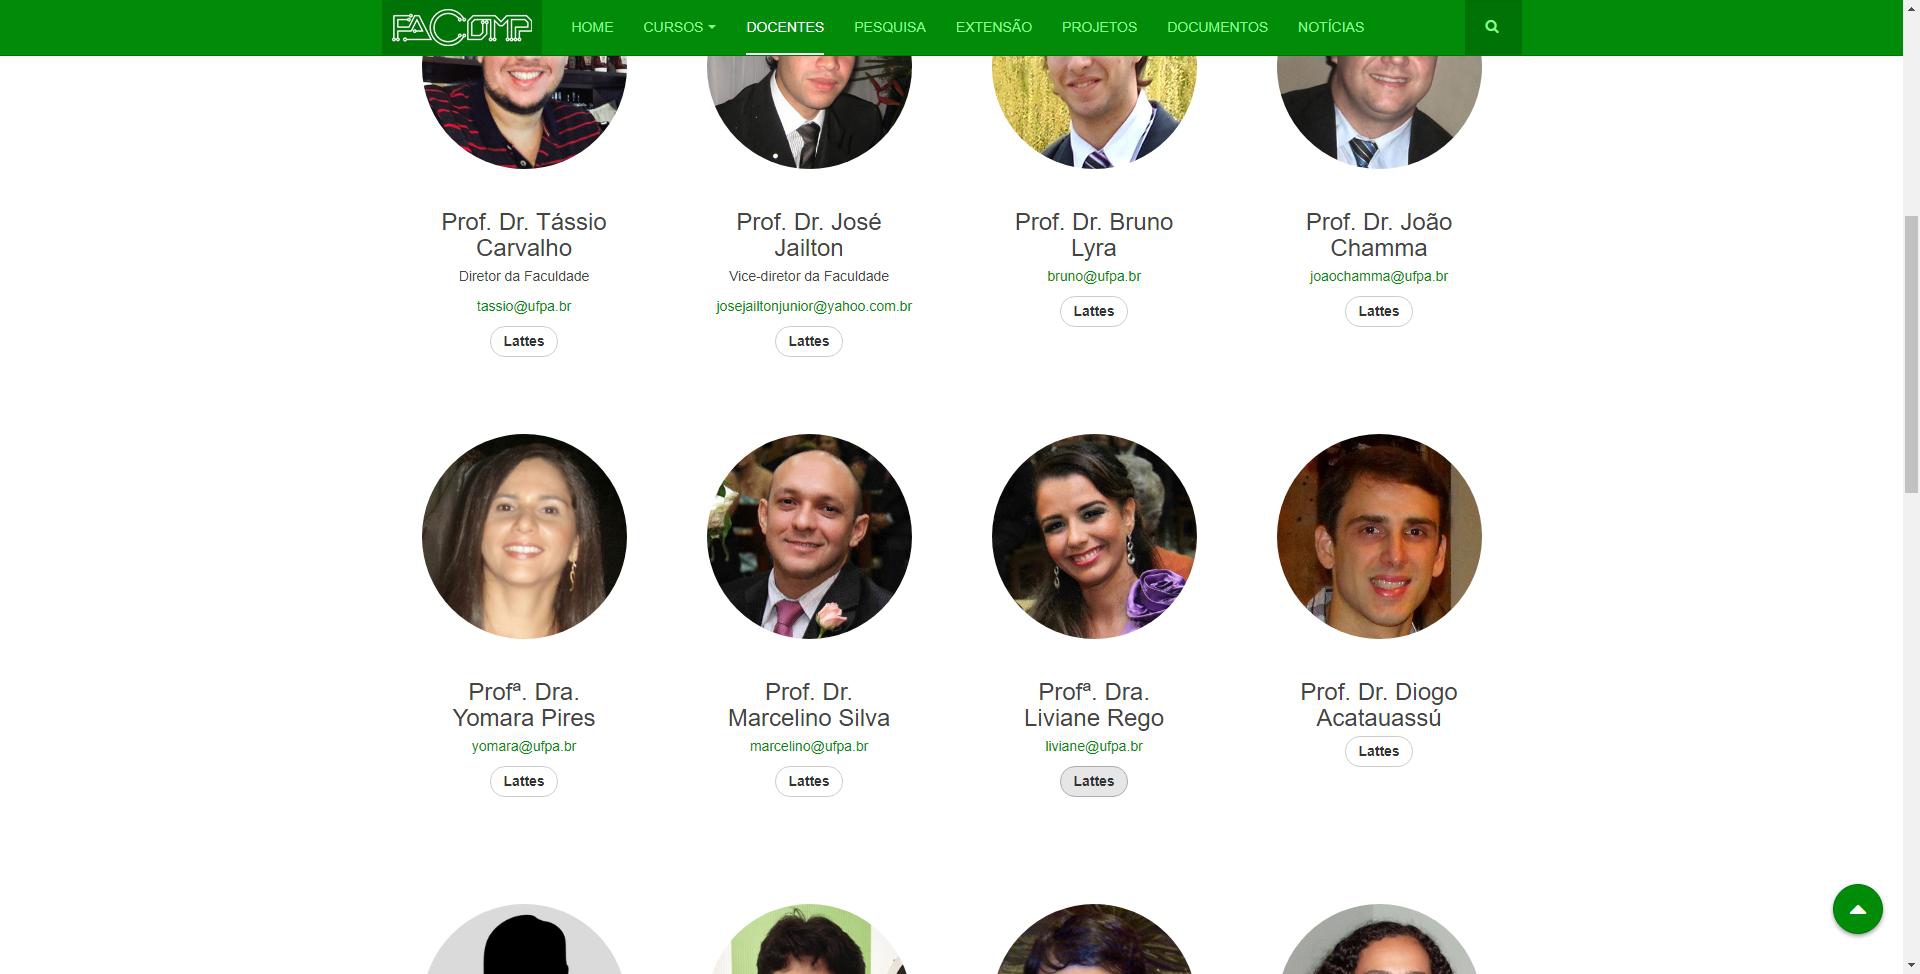 FACOMP
HOME
CURSOS
DOCENTES
PESQUISA
EXTENSÃO
PROJETOS
DOCUMENTOS
NOTÍCIAS
Prof. Dr. Tássio
Carvalho
Diretor da Faculdade
tassio@ufpa.br
Lattes
Prof. Dr. José
Jailton
Vice-diretor da Faculdade
josejailtonjunior@yahoo.com.br
Lattes
Prof. Dr. Bruno
Lyra
bruno@ufpa.br
Lattes
Prof. Dr. João
Chamma
joaochamma@ufpa.br
Lattes
Profª. Dra.
Yomara Pires
yomara@ufpa.br
Lattes
Prof. Dr.
Marcelino Silva
marcelino@ufpa.br
Lattes
Profª. Dra.
Liviane Rego
liviane@ufpa.br
Lattes
Prof. Dr. Diogo
Acatauassú
Lattes